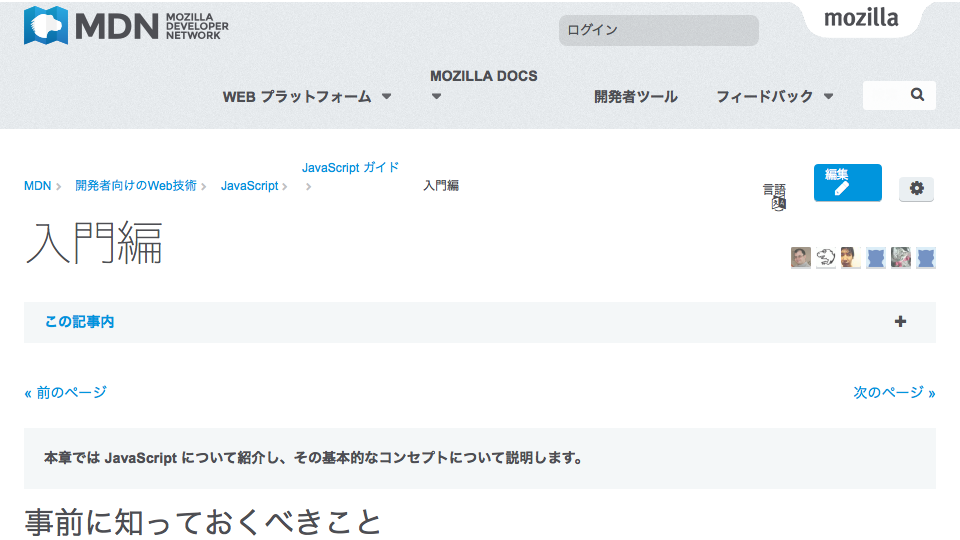 MDN MOZILLA
DEVELOPER
NETWORK
ログイン
mozilla
WEB プラットフォーム
MOZILLA DOCS
開発者ツール
フィードバック
MDN
開発者向けのWeb技術
JavaScript
JavaScript ガイド
入門編
言語
編集
入門編
この記事内
+
« 前のページ
次のページ »
本章では JavaScript について紹介し、その基本的なコンセプトについて説明します。
事前に知っておくべきこと